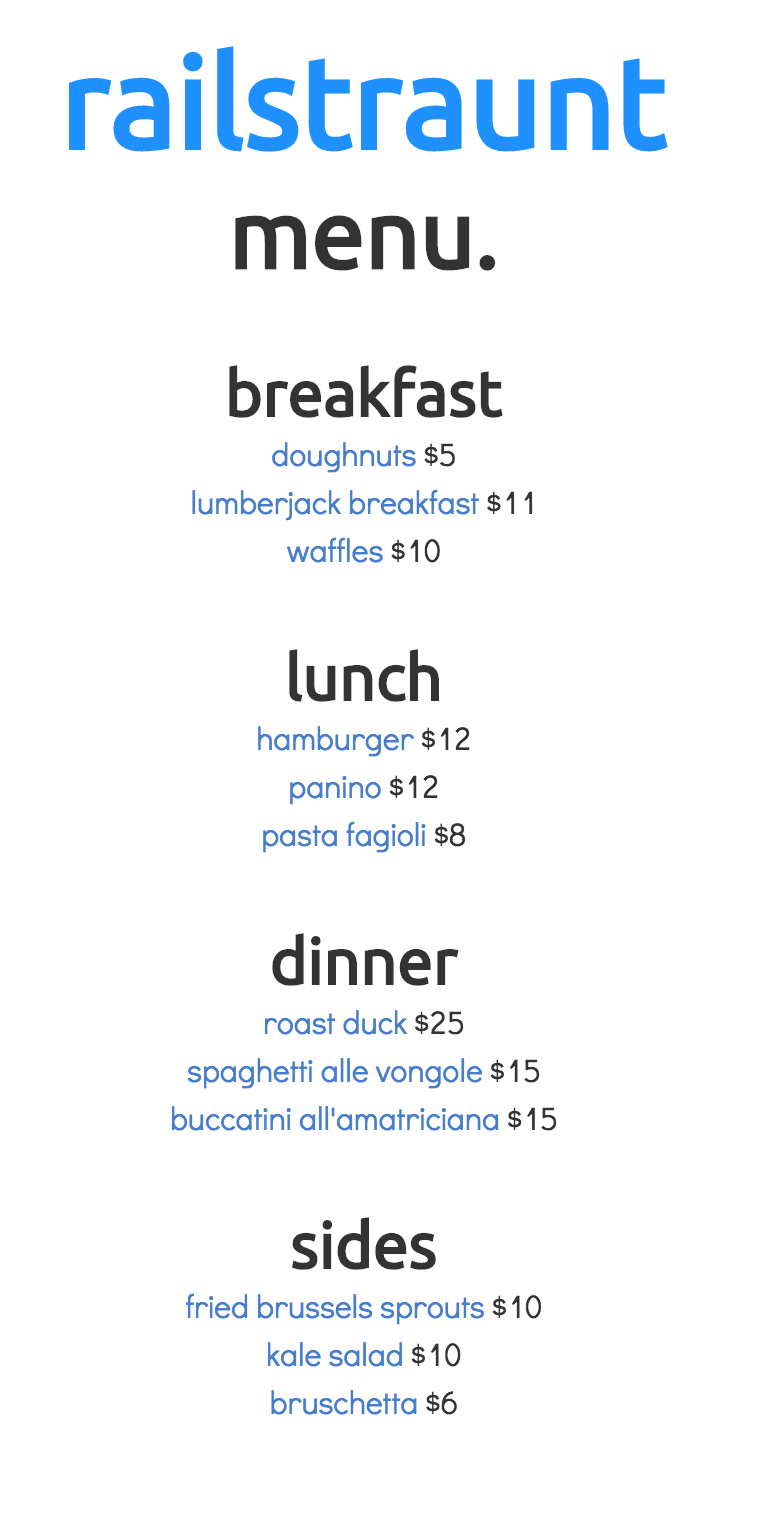 railstraunt
menu.
breakfast
doughnuts $5
lumberjack breakfast $11
waffles $10
lunch
hamburger $12
panino $12
pasta fagioli $8
dinner
roast duck $25
spaghetti alle vongole $15
buccatini all'amatriciana $15
sides
fried brussels sprouts $10
kale salad $10
bruschetta $6